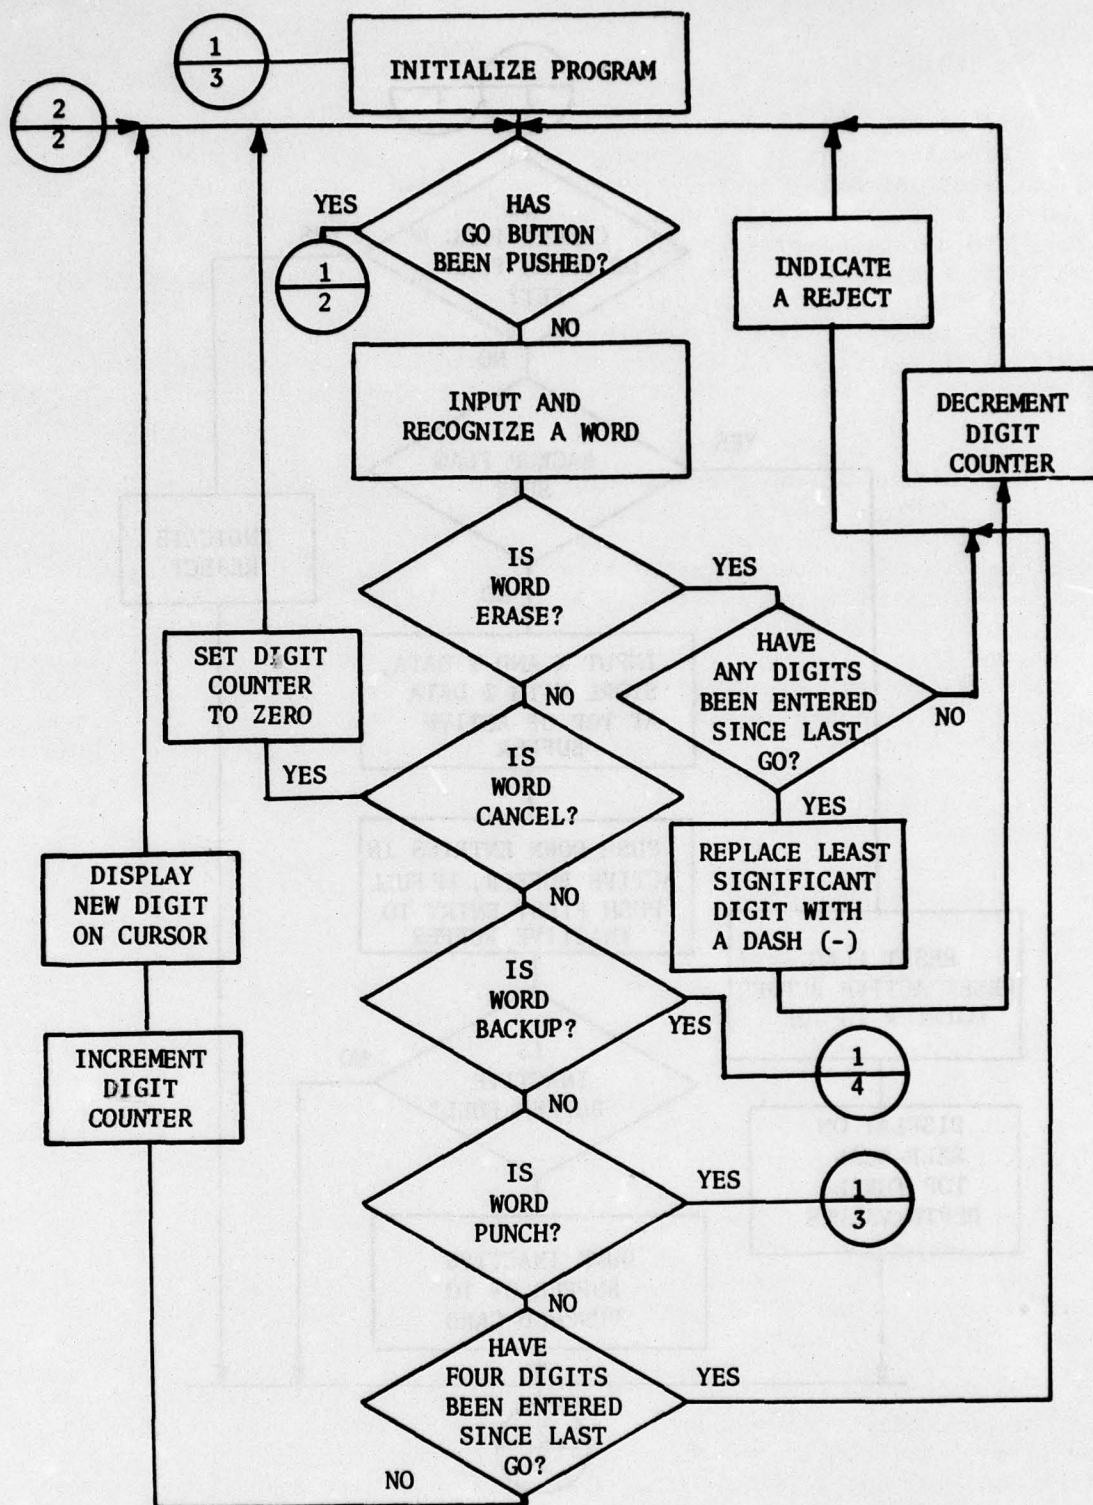 1
3
INITIALIZE PROGRAM
2
2
YES
HAS
GO BUTTON
BEEN PUSHED?
1
2
NO
INDICATE
A REJECT
INPUT AND
RECOGNIZE A WORD
DECREMENT
DIGIT
COUNTER
IS
WORD
ERASE?
YES
NO
HAVE
ANY DIGITS
BEEN ENTERED
SINCE LAST
GO?
NO
YES
SET DIGIT
COUNTER
TO ZERO
YES
IS
WORD
CANCEL?
NO
REPLACE LEAST
SIGNIFICANT
DIGIT WITH
A DASH (-)
DISPLAY
NEW DIGIT
ON CURSOR
IS
WORD
BACKUP?
YES
1
4
NO
INCREMENT
DIGIT
COUNTER
IS
WORD
PUNCH?
YES
1
3
NO
HAVE
FOUR DIGITS
BEEN ENTERED
SINCE LAST
GO?
YES
NO